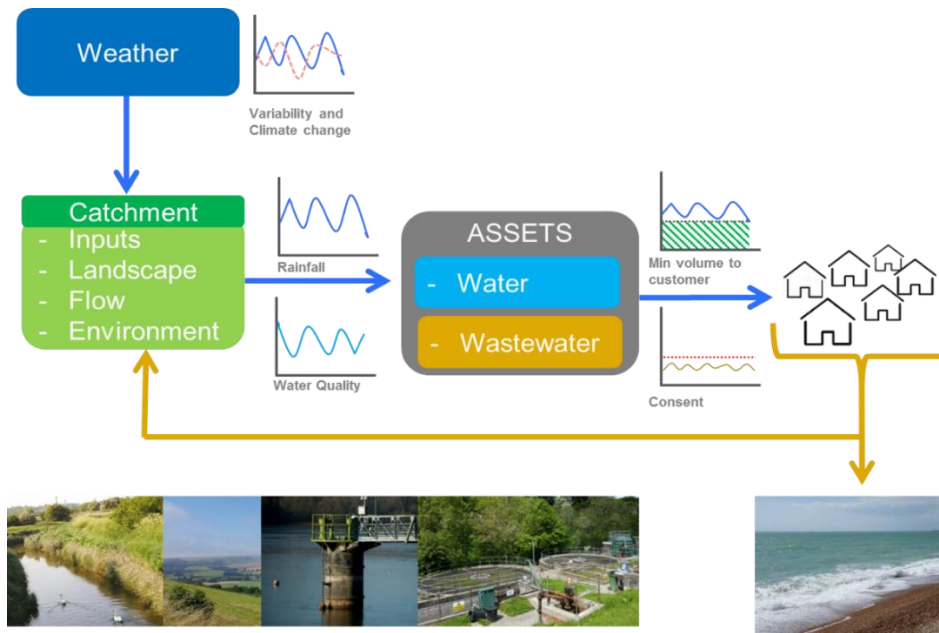 Weather
Variability and
Climate change
Catchment
- Inputs
- Landscape
- Flow
- Environment
Rainfall
Water Quality
ASSETS
- Water
- Wastewater
Min volume to
customer
Consent